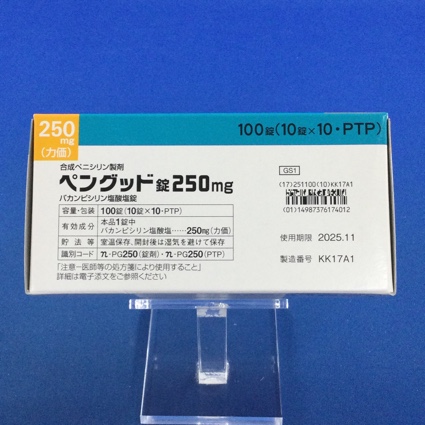 250
mg
(力価)
100錠(10錠×10・PTP)
合成ペニシリン製剤
ペングッド錠250mg
バカンピシリン塩酸塩錠
容量・包装 100錠(10錠×10・PTP)
有効成分 本品1錠中
バカンピシリン塩酸塩……250mg(力価)
貯法等 室温保存、開封後は湿気を避けて保存
識別コード
「注意ー医師等の処方箋により使用すること」
詳細は電子添文をご参照ください。
GS1
(17)251100(10)KK17A1
(01)14987376174012
使用期限 2025.11
製造番号 KK17A1